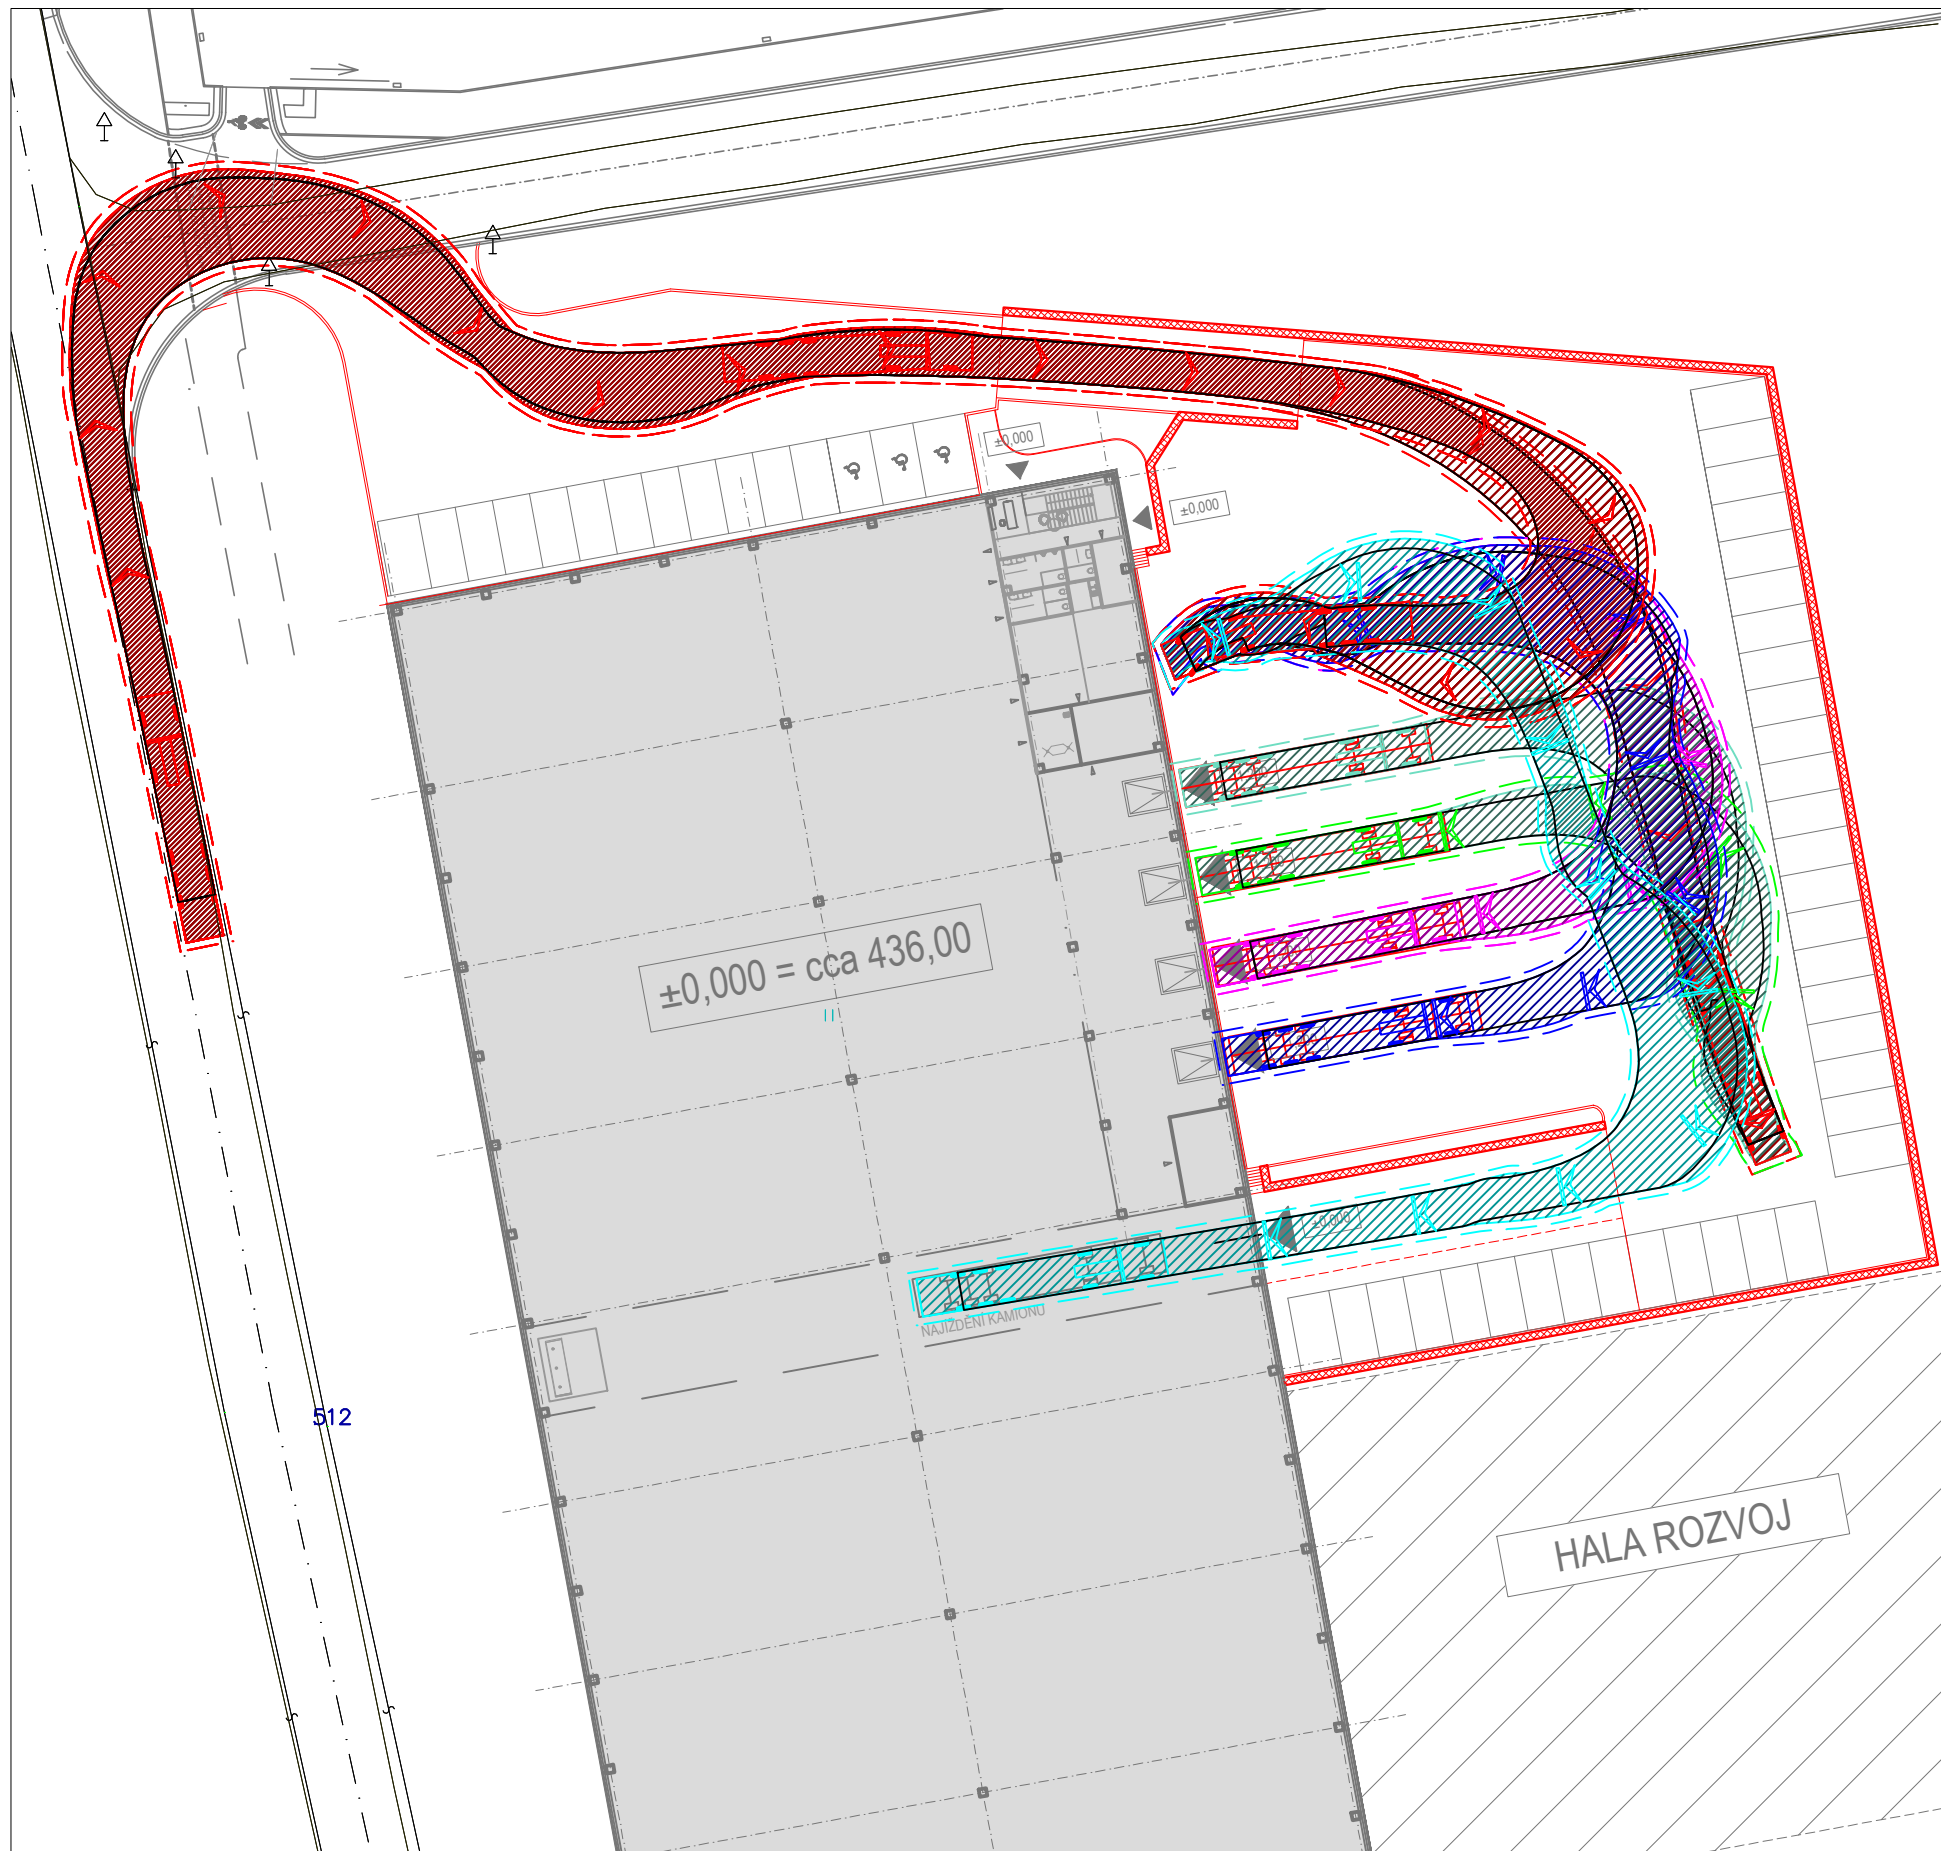 ±0,000
±0,000
±0,000 = cca 436,00
±0,000
NAJÍŽDĚNÍ KAMIONU
512
HALA ROZVOJ